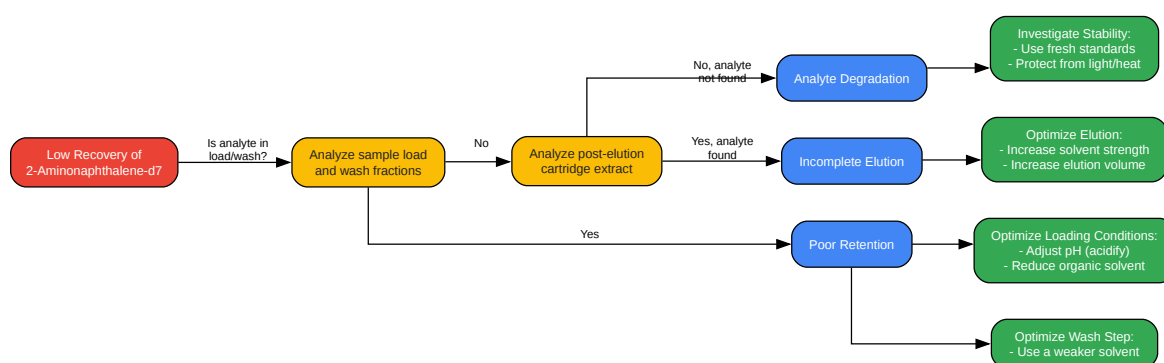 Low Recovery of
2-Aminonaphthalene-d7
Is analyte in
load/wash?
Analyze sample load
and wash fractions
No
Analyze post-elution
cartridge extract
No, analyte
not found
Analyte Degradation
Investigate Stability:
- Use fresh standards
- Protect from light/heat
Yes, analyte
found
Incomplete Elution
Optimize Elution:
- Increase solvent strength
- Increase elution volume
Yes
Poor Retention
Optimize Loading Conditions:
- Adjust pH (acidify)
- Reduce organic solvent
Optimize Wash Step:
- Use a weaker solvent